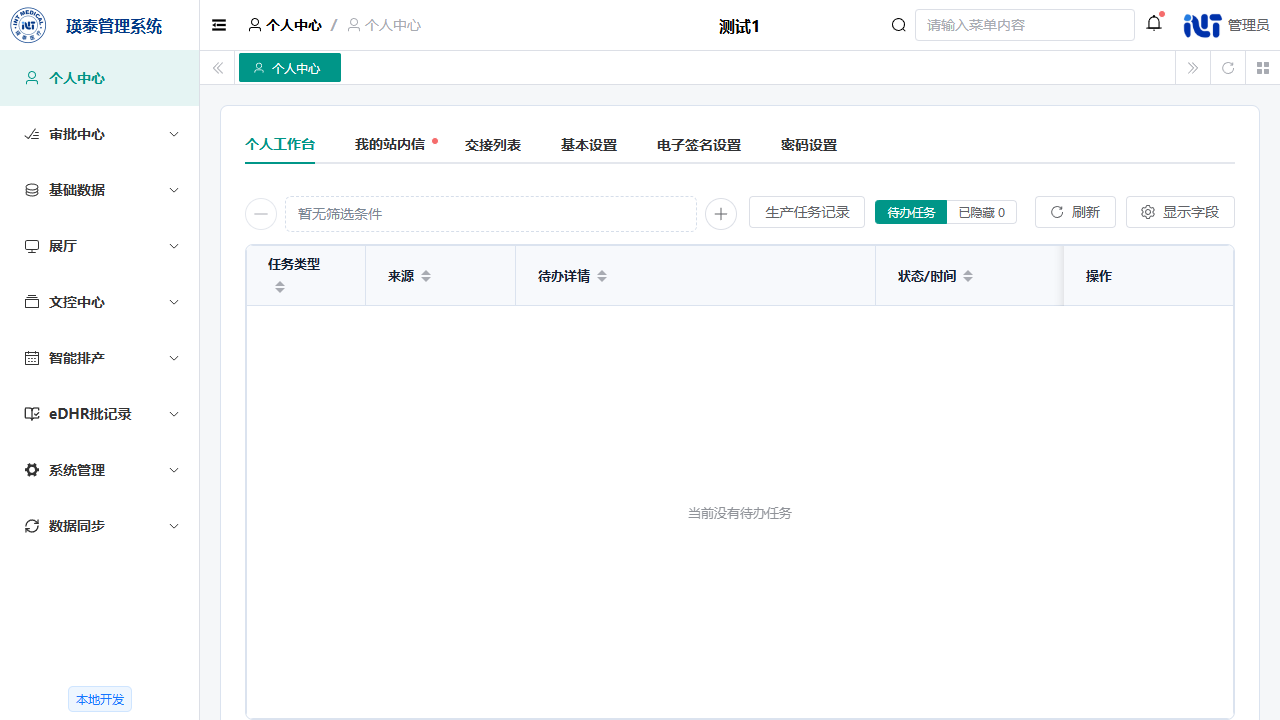 瑛泰管理系统
个人中心 / 个人中心
测试1
请输入菜单内容
管理员
个人中心
审批中心
基础数据
展厅
文控中心
智能排产
eDHR批记录
系统管理
数据同步
本地开发
个人中心
个人工作台 我的站内信 交接列表 基本设置 电子签名设置 密码设置
暂无筛选条件
生产任务记录
待办任务 已隐藏 0
刷新
显示字段
任务类型 来源 待办详情 状态/时间 操作
当前没有待办任务